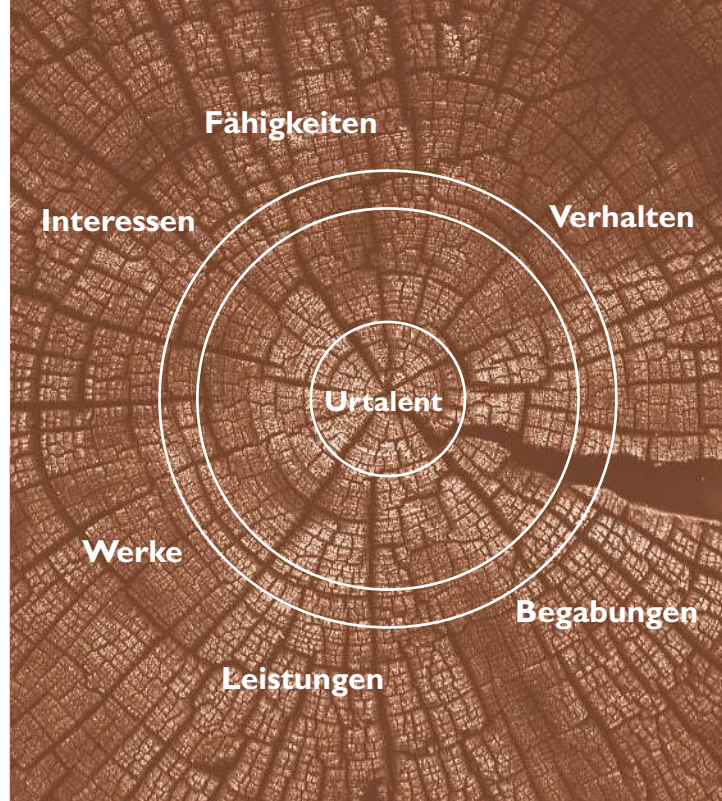 Fähigkeiten
Interessen
Verhalten
Urtalent
Werke
Begabungen
Leistungen